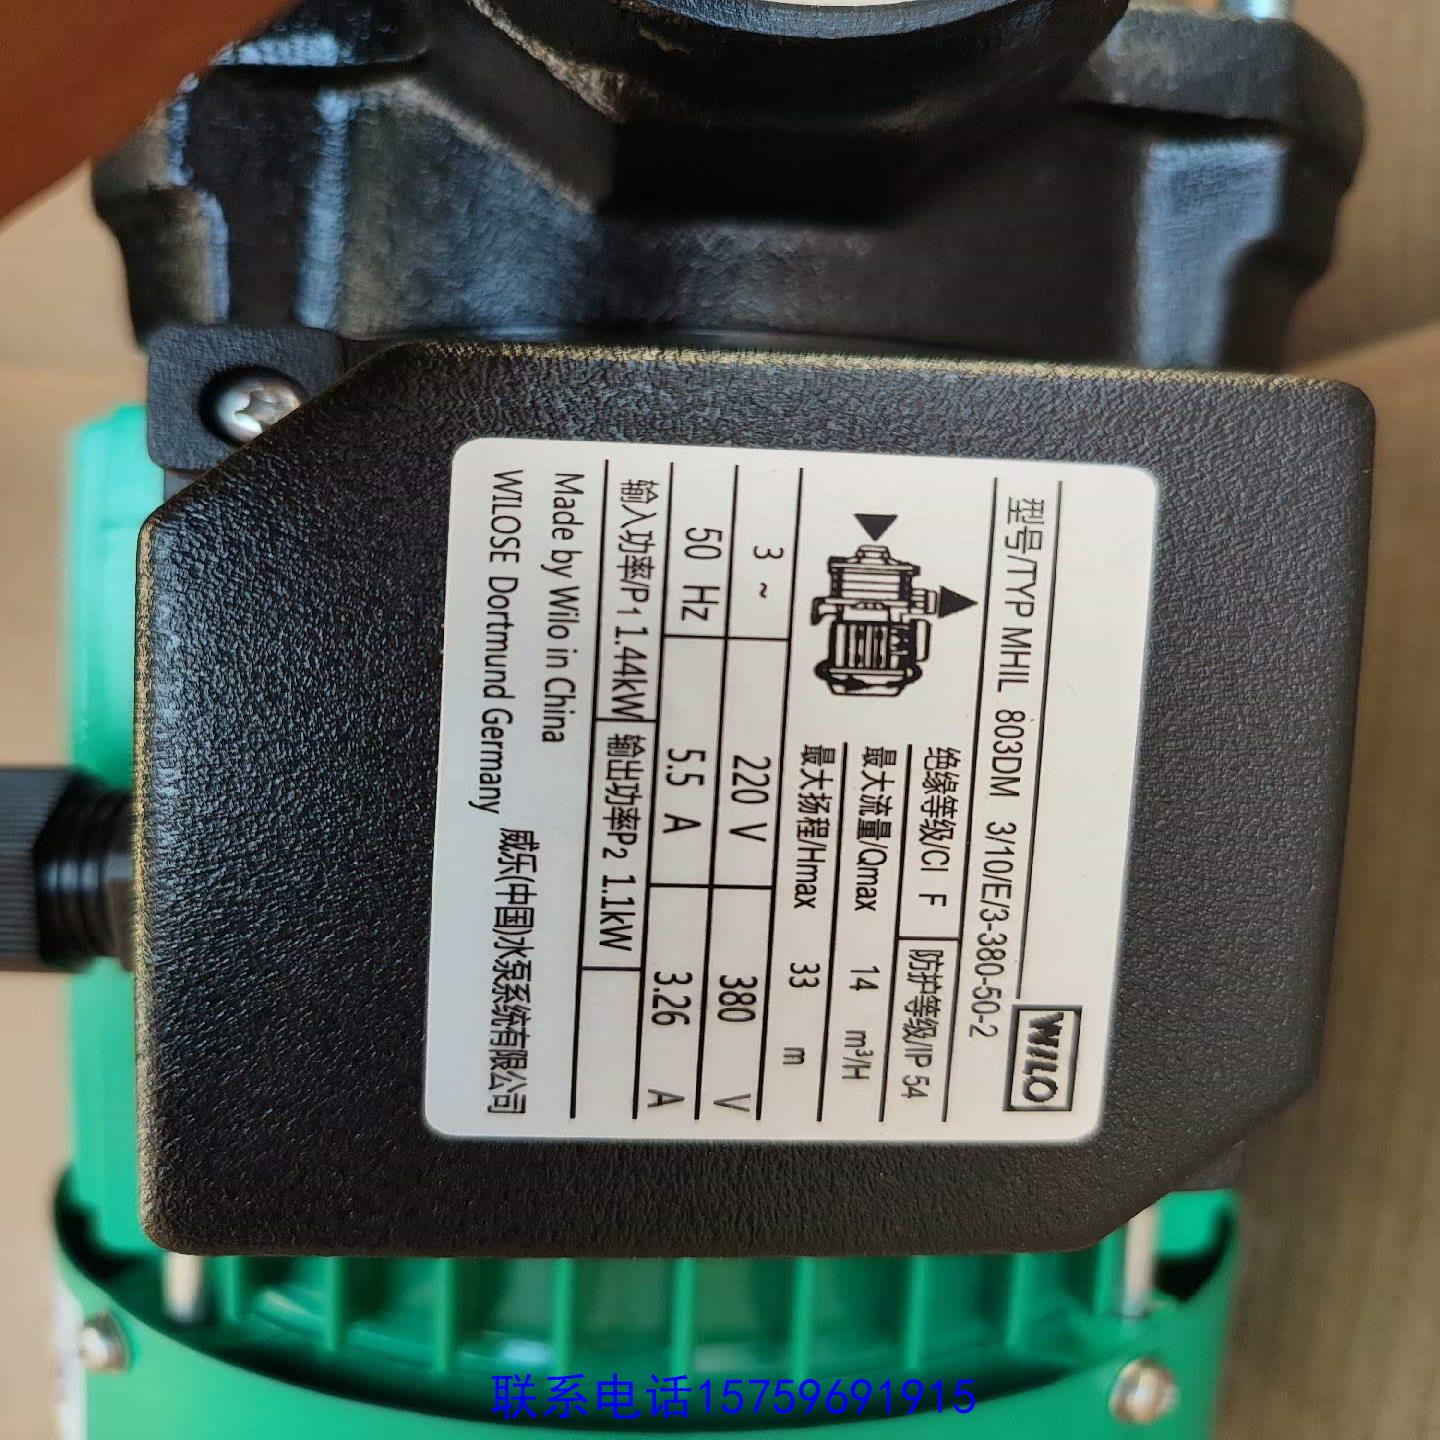 WILO
型号/TYP MHIL 803DM 3/10/E/3-380-50-2
绝缘等级/CI F 防护等级/IP 54
最大流量/Qmax 14 m³/H
最大扬程/Hmax 33 m
3 ~ 220 V 380 V
50 Hz 5.5 A 3.26 A
输入功率/P1 1.44kW 输出功率P2 1.1kW
Made by Wilo in China
WILOSE Dortmund Germany 威乐(中国)水泵系统有限公司
联系电话15759691915